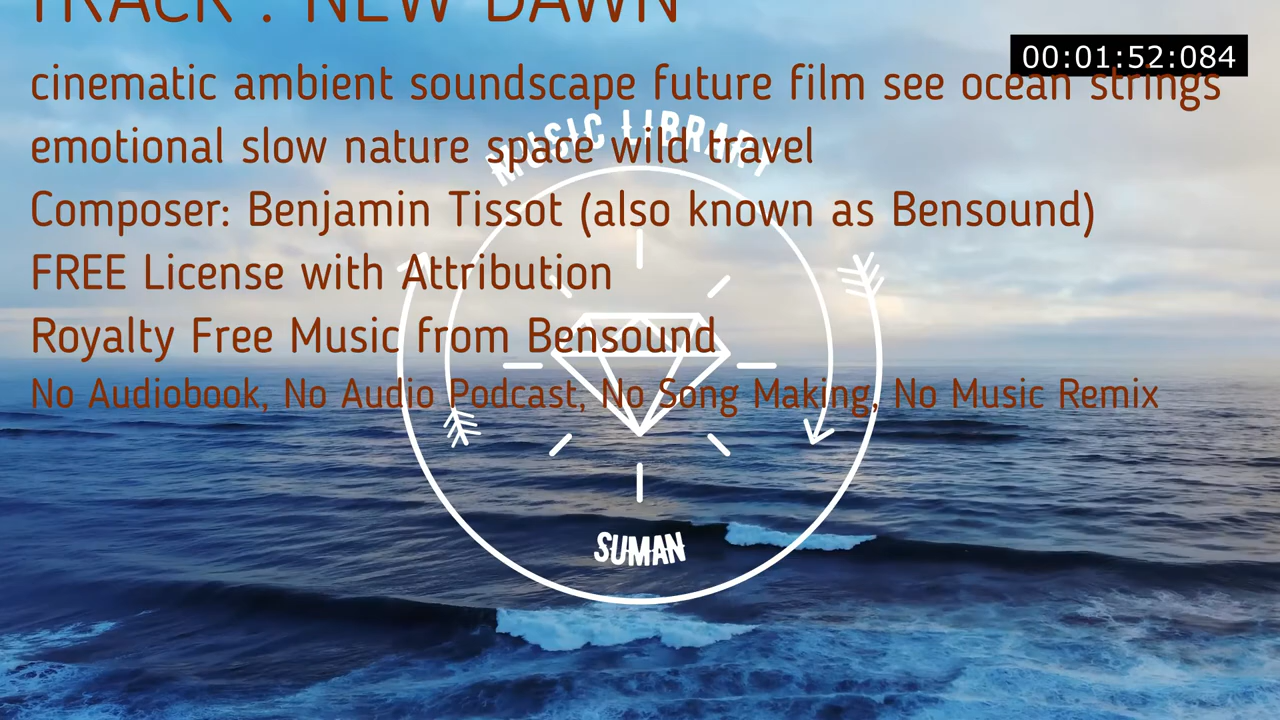 TRACK : NEW DAWN
00:01:52:084
cinematic ambient soundscape future film see ocean strings
emotional slow nature space wild travel
Composer: Benjamin Tissot (also known as Bensound)
FREE License with Attribution
Royalty Free Music from Bensound
No Audiobook, No Audio Podcast, No Song Making, No Music Remix
MUSIC LIBRARY
SUMAN